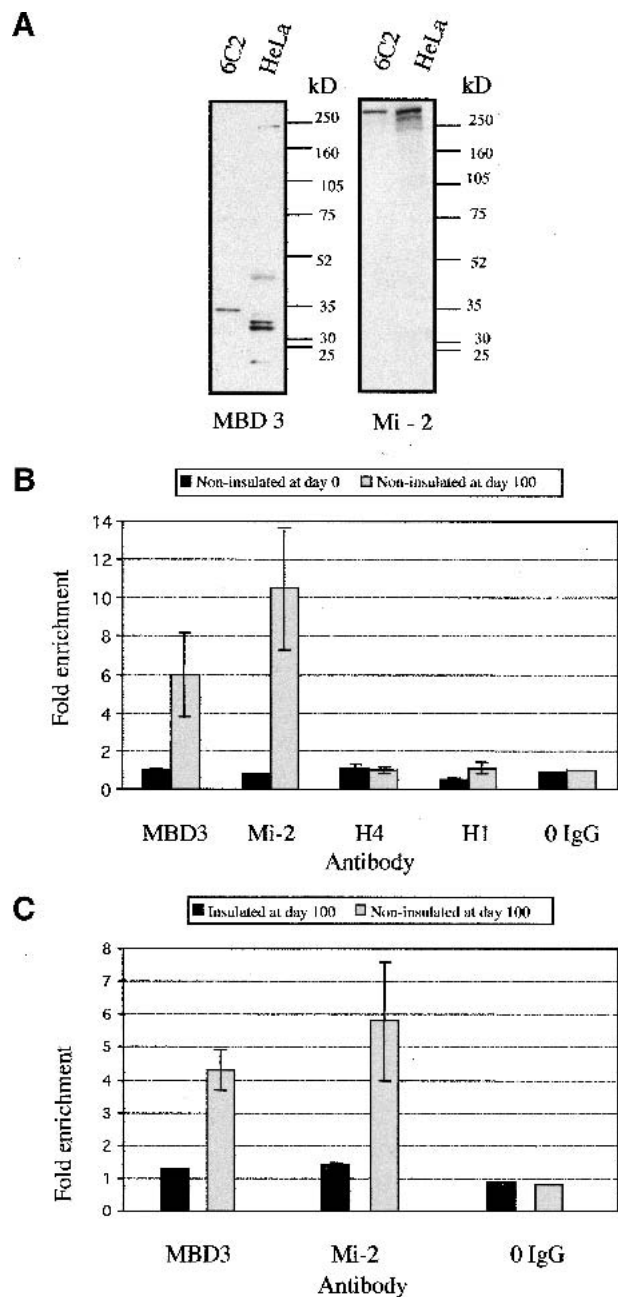 A
6C2 HeLa kD 6C2 HeLa kD
250 250
160 160
105 105
75 75
52 52
35 35
30 30
25 25
MBD 3 Mi - 2
B
Non-insulated at day 0 Non-insulated at day 100
14
12
10
8
6
4
2
0
Fold enrichment
MBD3 Mi-2 H4 H1 0 IgG
Antibody
C
Insulated at day 100 Non-insulated at day 100
8
7
6
5
4
3
2
1
0
Fold enrichment
MBD3 Mi-2 0 IgG
Antibody